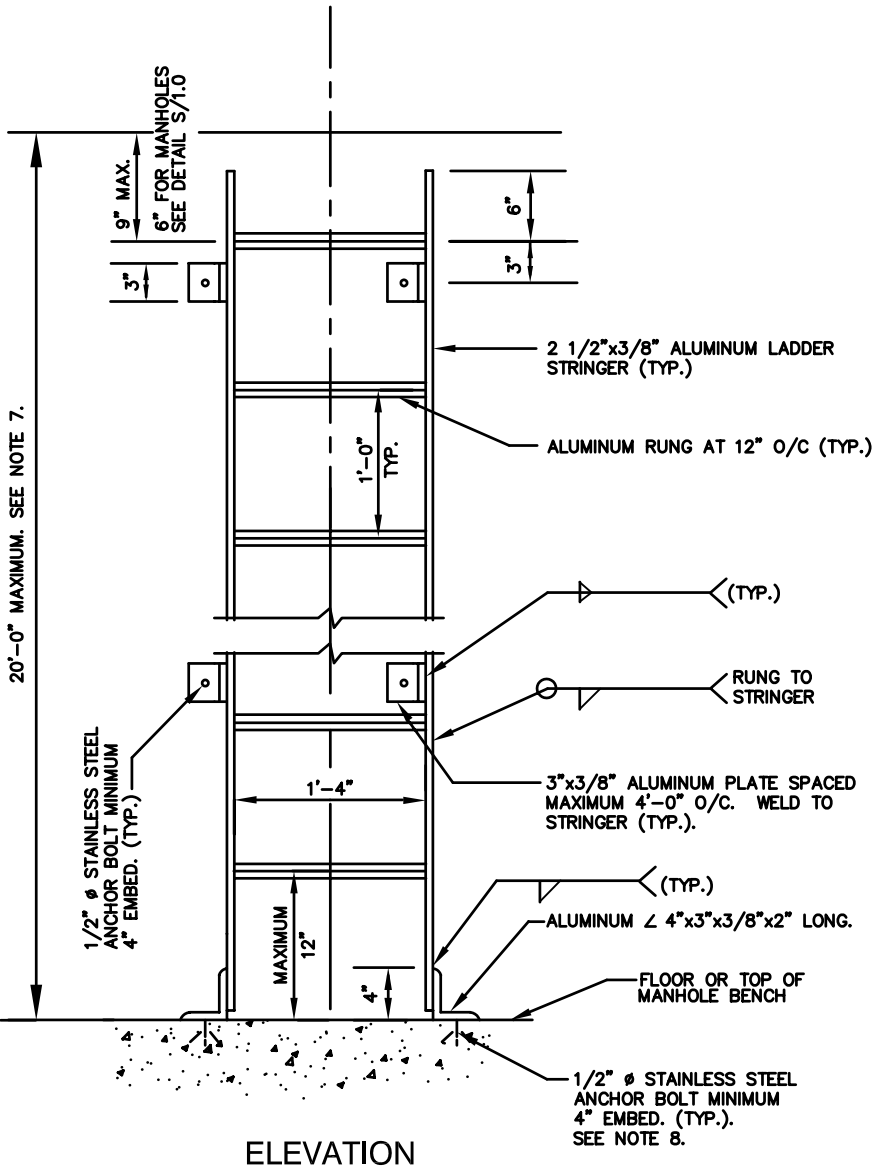 6" FOR MANHOLES
SEE DETAIL S/1.0
9" MAX.
6"
3"
3"
2 1/2"x3/8" ALUMINUM LADDER
STRINGER (TYP.)
ALUMINUM RUNG AT 12" O/C (TYP.)
1'-0"
TYP.
20'-0" MAXIMUM. SEE NOTE 7.
(TYP.)
RUNG TO
STRINGER
1/2" ø STAINLESS STEEL
ANCHOR BOLT MINIMUM
4" EMBED. (TYP.)
1'-4"
3"x3/8" ALUMINUM PLATE SPACED
MAXIMUM 4'-0" O/C. WELD TO
STRINGER (TYP.).
(TYP.)
MAXIMUM
12"
4"
ALUMINUM ∠ 4"x3"x3/8"x2" LONG.
FLOOR OR TOP OF
MANHOLE BENCH
1/2" ø STAINLESS STEEL
ANCHOR BOLT MINIMUM
4" EMBED. (TYP.).
SEE NOTE 8.
ELEVATION